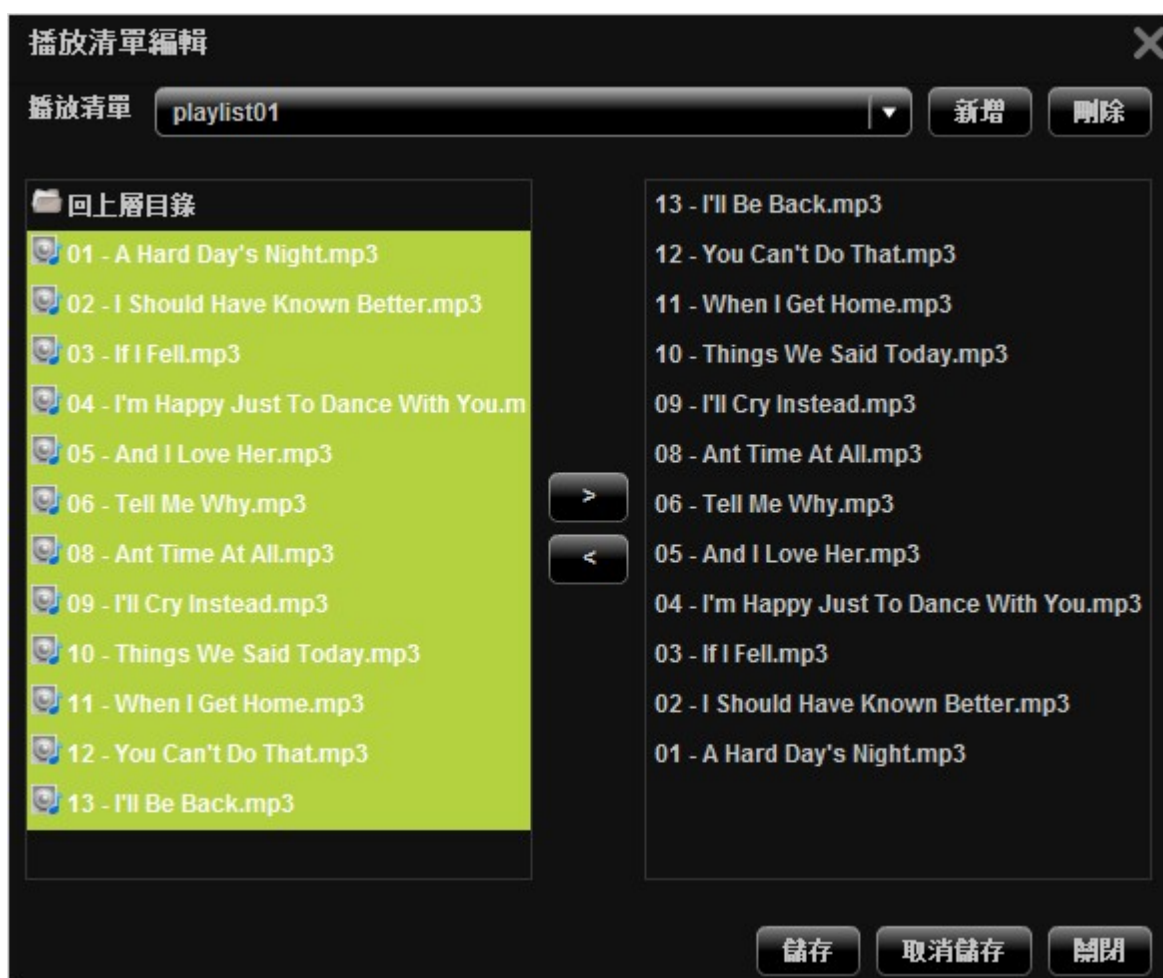 播放清單編輯
播放清單 playlist01 新增 刪除
回上層目錄
01 - A Hard Day's Night.mp3
02 - I Should Have Known Better.mp3
03 - If I Fell.mp3
04 - I'm Happy Just To Dance With You.m
05 - And I Love Her.mp3
06 - Tell Me Why.mp3
08 - Ant Time At All.mp3
09 - I'll Cry Instead.mp3
10 - Things We Said Today.mp3
11 - When I Get Home.mp3
12 - You Can't Do That.mp3
13 - I'll Be Back.mp3
>
<
13 - I'll Be Back.mp3
12 - You Can't Do That.mp3
11 - When I Get Home.mp3
10 - Things We Said Today.mp3
09 - I'll Cry Instead.mp3
08 - Ant Time At All.mp3
06 - Tell Me Why.mp3
05 - And I Love Her.mp3
04 - I'm Happy Just To Dance With You.mp3
03 - If I Fell.mp3
02 - I Should Have Known Better.mp3
01 - A Hard Day's Night.mp3
儲存 取消儲存 關閉